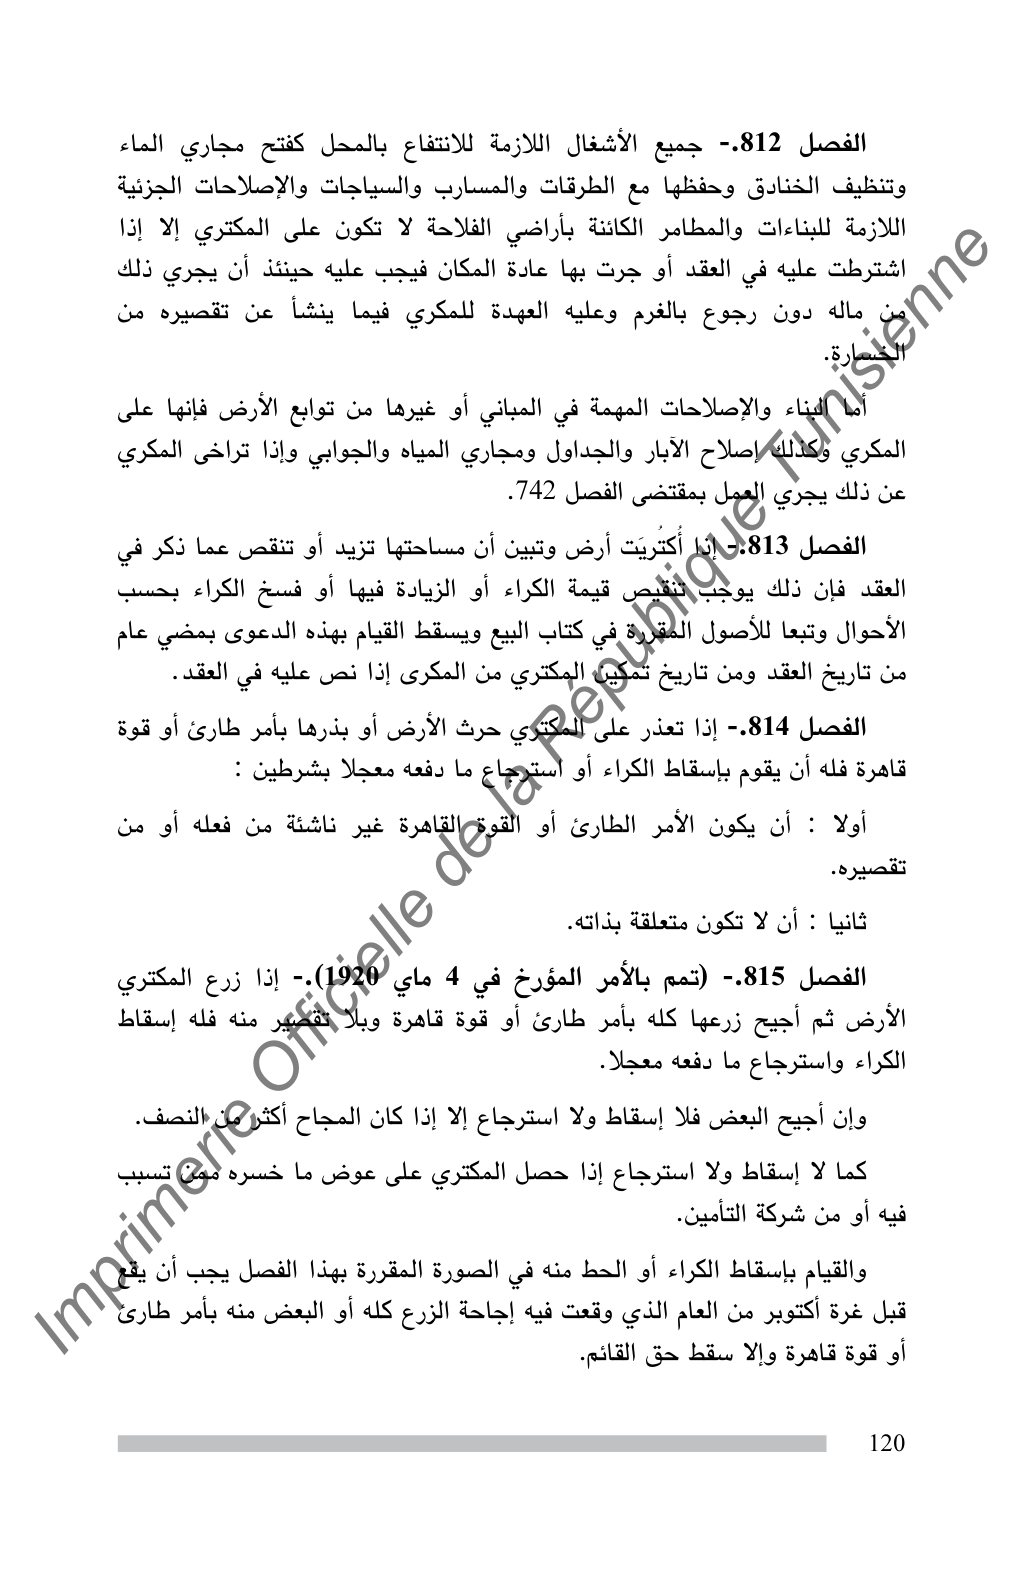 الفصل 812.- جميع الأشغال اللازمة للانتفاع بالمحل كفتح مجاري الماء
وتنظيف الخنادق وحفظها مع الطرقات والمسارب والسياجات والإصلاحات الجزئية
اللازمة للبناءات والمطامر الكائنة بأراضي الفلاحة لا تكون على المكتري إلا إذا
اشترطت عليه في العقد أو جرت بها عادة المكان فيجب عليه حينئذ أن يجري ذلك
من ماله دون رجوع بالغرم وعليه العهدة للمكري فيما ينشأ عن تقصيره من
الخسارة.
أما البناء والإصلاحات المهمة في المباني أو غيرها من توابع الأرض فإنها على
المكري وكذلك إصلاح الآبار والجداول ومجاري المياه والجوابي وإذا تراخى المكري
عن ذلك يجري العمل بمقتضى الفصل 742.
الفصل 813.- إذا أُكتُريَت أرض وتبين أن مساحتها تزيد أو تنقص عما ذكر في
العقد فإن ذلك يوجب تنقيص قيمة الكراء أو الزيادة فيها أو فسخ الكراء بحسب
الأحوال وتبعا للأصول المقررة في كتاب البيع ويسقط القيام بهذه الدعوى بمضي عام
من تاريخ العقد ومن تاريخ تمكين المكتري من المكرى إذا نص عليه في العقد.
الفصل 814.- إذا تعذر على المكتري حرث الأرض أو بذرها بأمر طارئ أو قوة
قاهرة فله أن يقوم بإسقاط الكراء أو استرجاع ما دفعه معجلا بشرطين :
أولا : أن يكون الأمر الطارئ أو القوة القاهرة غير ناشئة من فعله أو من
تقصيره.
ثانيا : أن لا تكون متعلقة بذاته.
الفصل 815.- (تمم بالأمر المؤرخ في 4 ماي 1920).- إذا زرع المكتري
الأرض ثم أجيح زرعها كله بأمر طارئ أو قوة قاهرة وبلا تقصير منه فله إسقاط
الكراء واسترجاع ما دفعه معجلا.
وإن أجيح البعض فلا إسقاط ولا استرجاع إلا إذا كان المجاح أكثر من النصف.
كما لا إسقاط ولا استرجاع إذا حصل المكتري على عوض ما خسره ممن تسبب
فيه أو من شركة التأمين.
والقيام بإسقاط الكراء أو الحط منه في الصورة المقررة بهذا الفصل يجب أن يقع
قبل غرة أكتوبر من العام الذي وقعت فيه إجاحة الزرع كله أو البعض منه بأمر طارئ
أو قوة قاهرة وإلا سقط حق القائم.
120
Imprimerie Officielle de la République Tunisienne